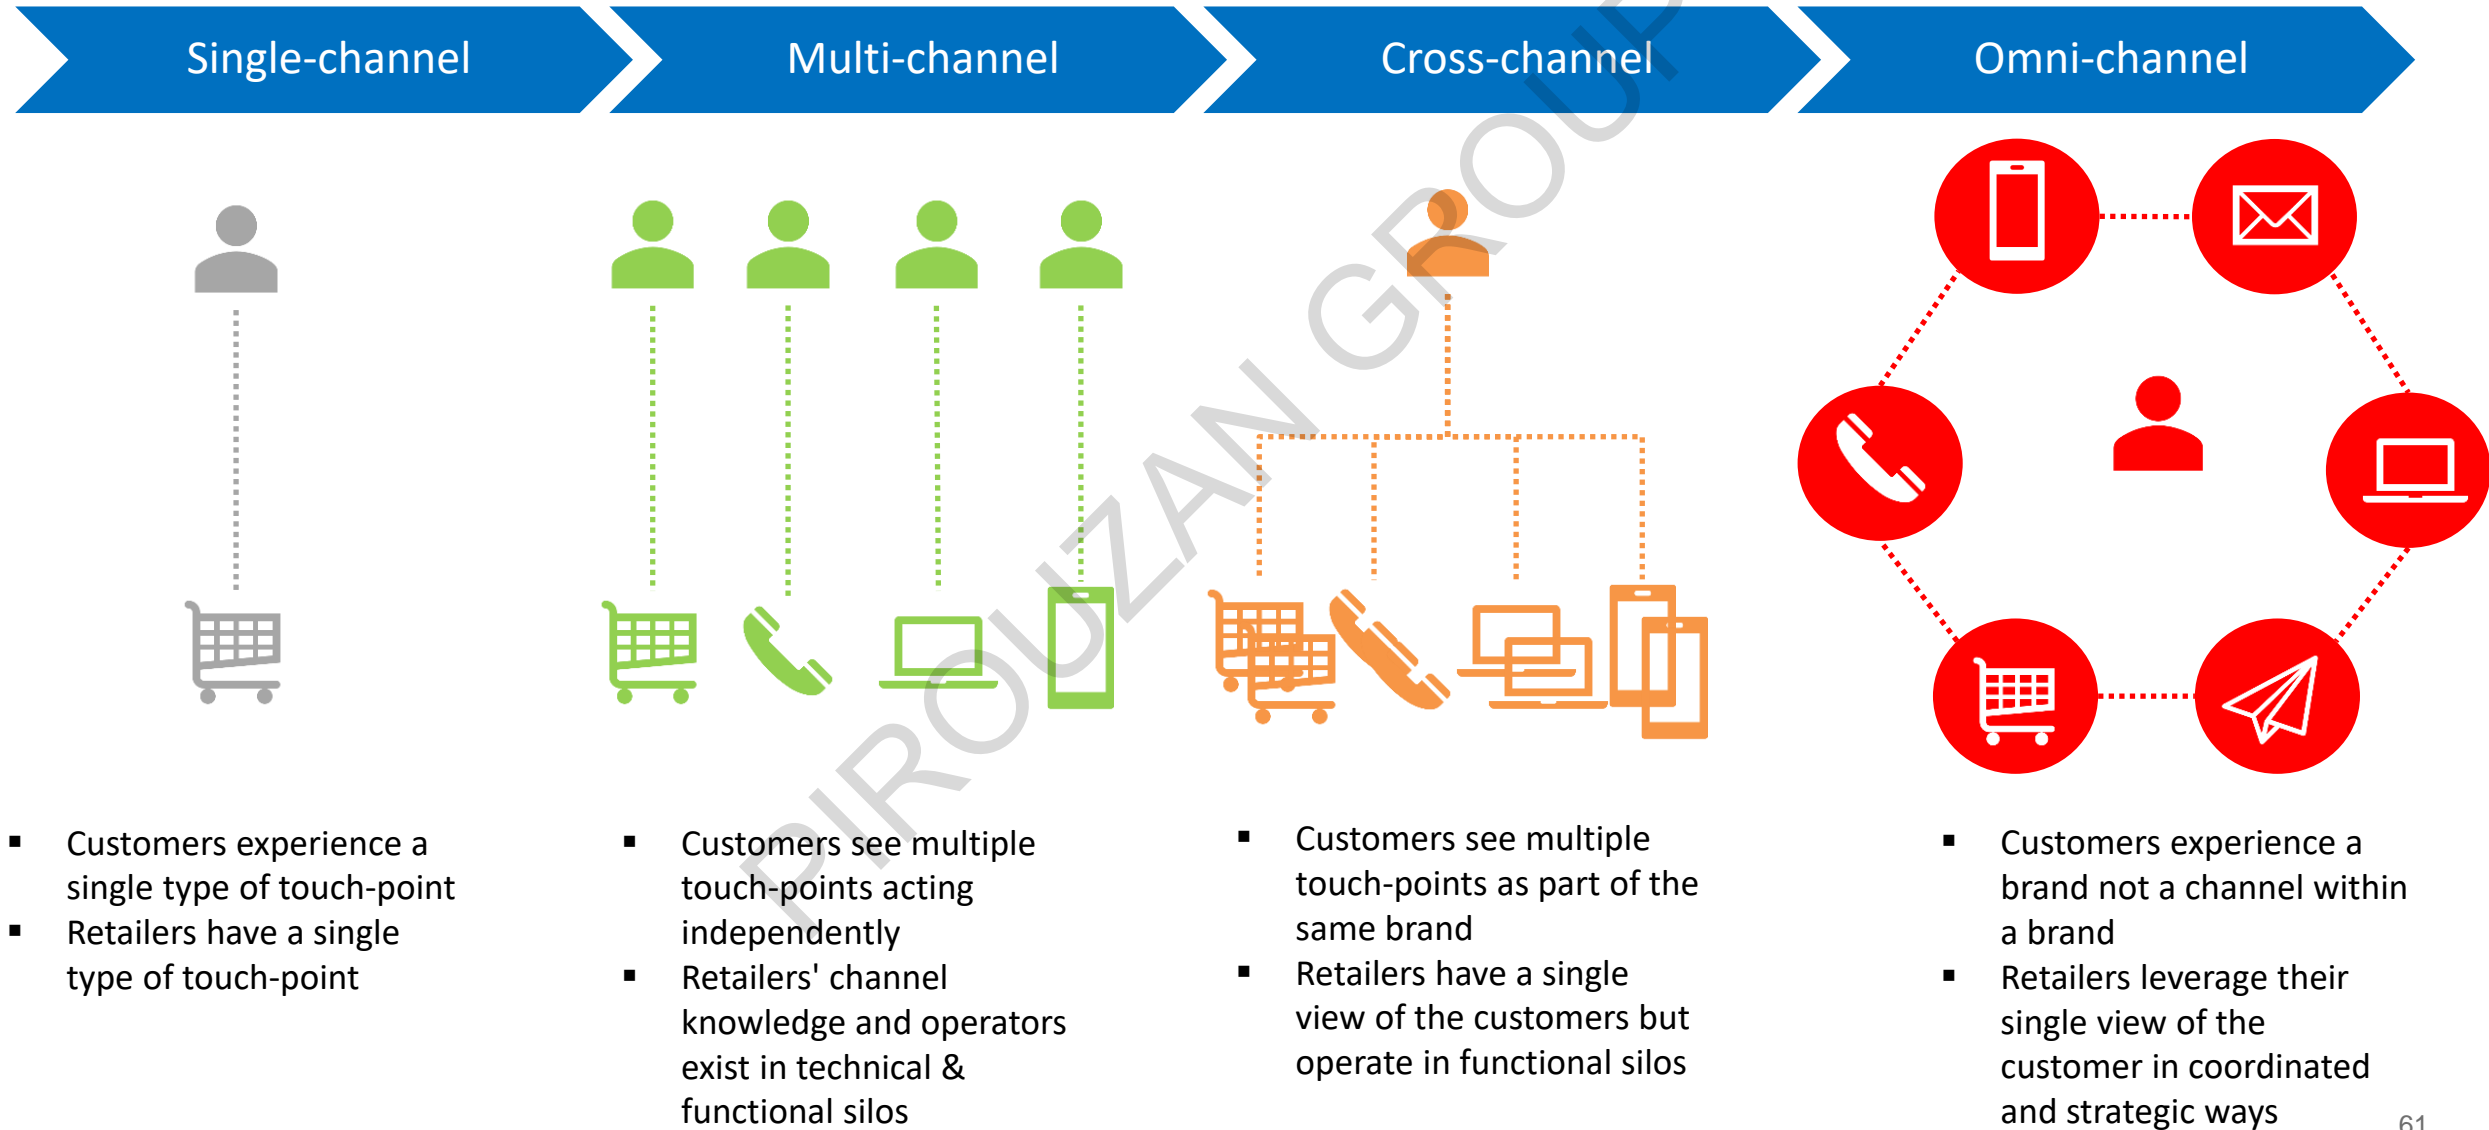 Single-channel
Multi-channel
Cross-channel
Omni-channel
PIROUZAN GROUP
▪ Customers experience a
single type of touch-point
▪ Retailers have a single
type of touch-point
▪ Customers see multiple
touch-points acting
independently
▪ Retailers' channel
knowledge and operators
exist in technical &
functional silos
▪ Customers see multiple
touch-points as part of the
same brand
▪ Retailers have a single
view of the customers but
operate in functional silos
▪ Customers experience a
brand not a channel within
a brand
▪ Retailers leverage their
single view of the
customer in coordinated
and strategic ways
61